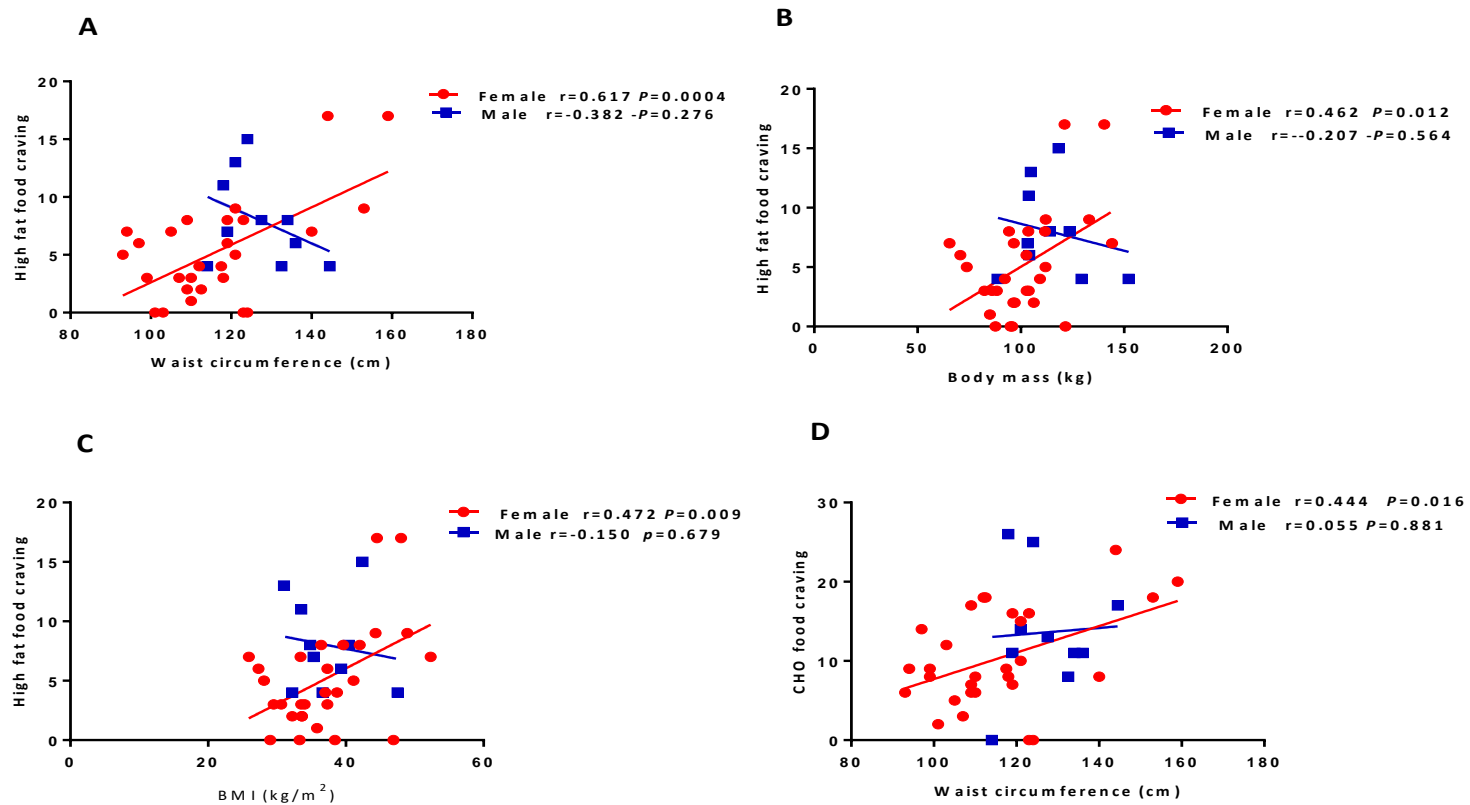 A
High fat food craving
20
15
10
5
0
80 100 120 140 160 180
Waist circumference (cm)
Female r=0.617 P=0.0004
Male r=-0.382 -P=0.276
B
High fat food craving
20
15
10
5
0
0 50 100 150 200
Body mass (kg)
Female r=0.462 P=0.012
Male r=--0.207 -P=0.564
C
High fat food craving
20
15
10
5
0
0 20 40 60
BMI (kg/m²)
Female r=0.472 P=0.009
Male r=-0.150 p=0.679
D
CHO food craving
30
20
10
0
80 100 120 140 160 180
Waist circumference (cm)
Female r=0.444 P=0.016
Male r=0.055 P=0.881